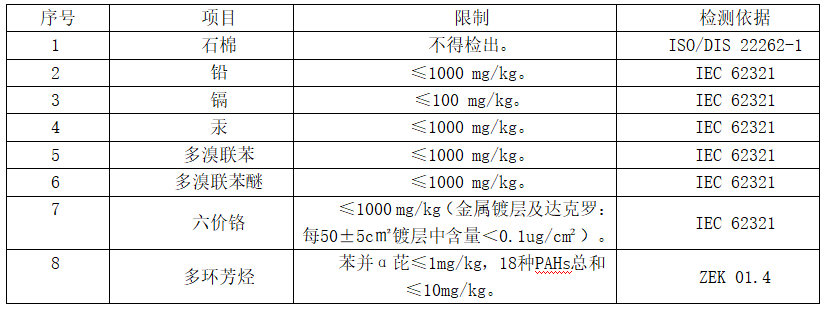 序号 项目 限制 检测依据
1 石棉 不得检出。 ISO/DIS 22262-1
2 铅 ≤1000 mg/kg。 IEC 62321
3 镉 ≤100 mg/kg。 IEC 62321
4 汞 ≤1000 mg/kg。 IEC 62321
5 多溴联苯 ≤1000 mg/kg。 IEC 62321
6 多溴联苯醚 ≤1000 mg/kg。 IEC 62321
7 六价铬 ≤1000 mg/kg（金属镀层及达克罗：
每50±5cm²镀层中含量＜0.1ug/cm²）。 IEC 62321
8 多环芳烃 苯并α芘≤1mg/kg，18种PAHs总和
≤10mg/kg。 ZEK 01.4